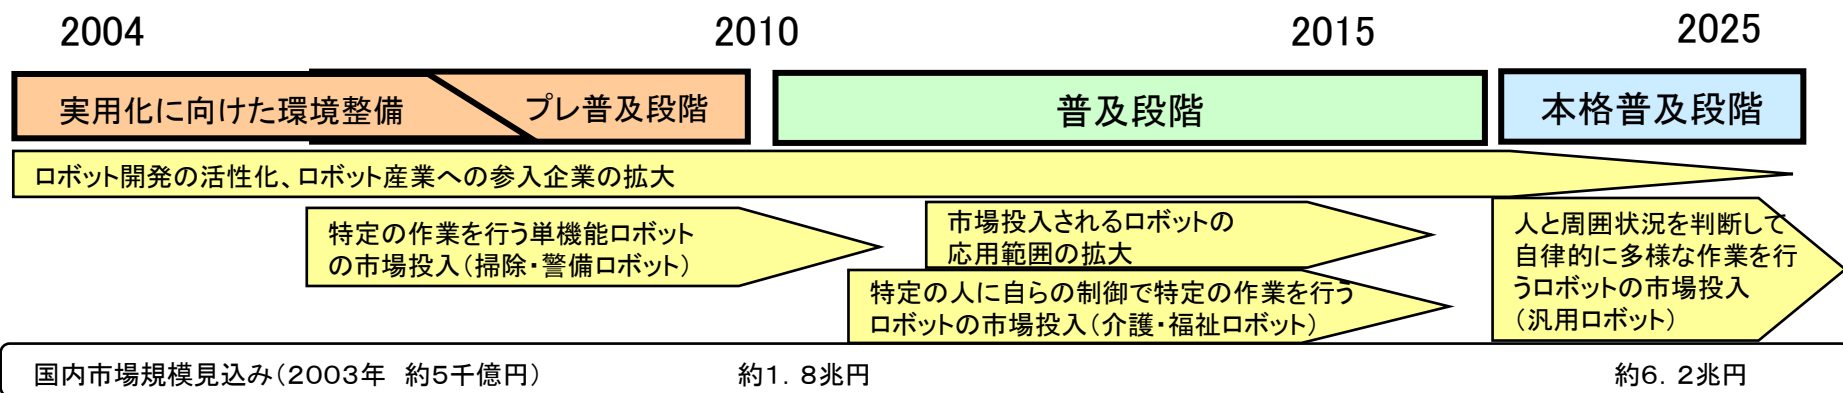 2004
2010
2015
2025
実用化に向けた環境整備
プレ普及段階
普及段階
本格普及段階
ロボット開発の活性化、ロボット産業への参入企業の拡大
特定の作業を行う単機能ロボット
の市場投入(掃除・警備ロボット)
市場投入されるロボットの
応用範囲の拡大
特定の人に自らの制御で特定の作業を行う
ロボットの市場投入(介護・福祉ロボット)
人と周囲状況を判断して
自律的に多様な作業を行
うロボットの市場投入
(汎用ロボット)
国内市場規模見込み(2003年 約5千億円)
約1.8兆円
約6.2兆円